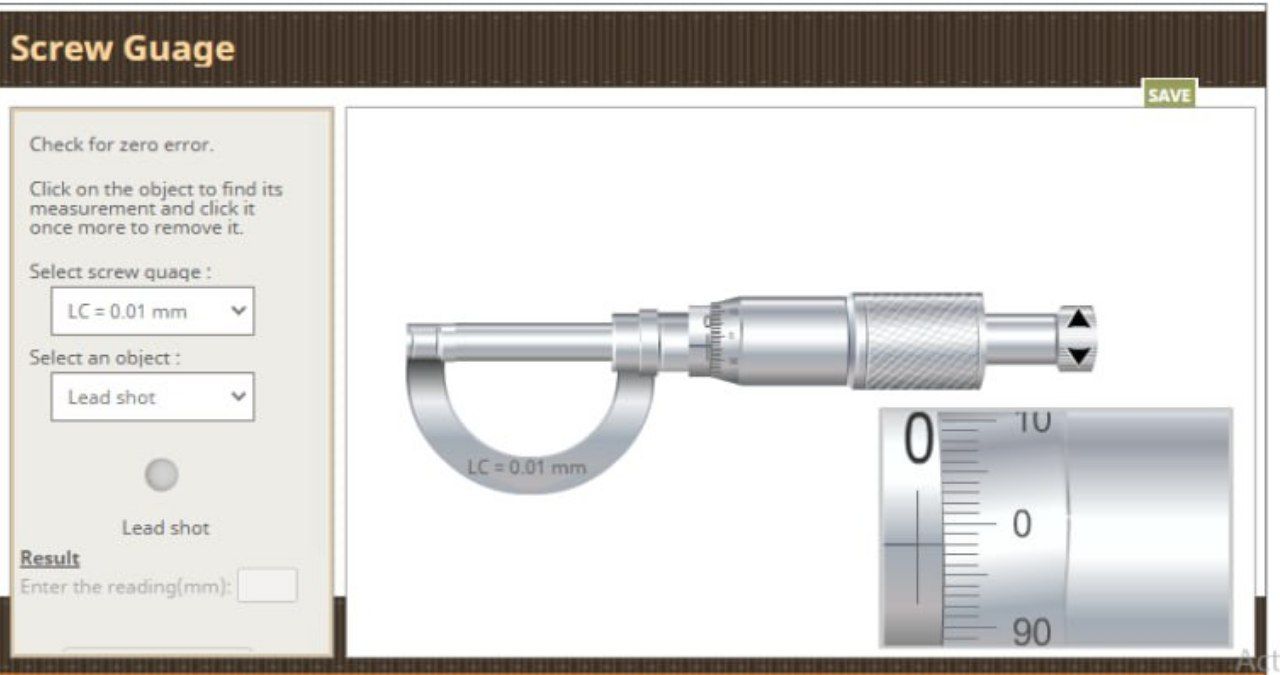 Screw Guage
SAVE
Check for zero error.
Click on the object to find its
measurement and click it
once more to remove it.
Select screw guage :
LC = 0.01 mm
Select an object :
Lead shot
Lead shot
Result
Enter the reading(mm):
LC = 0.01 mm
0
10
0
90
Act